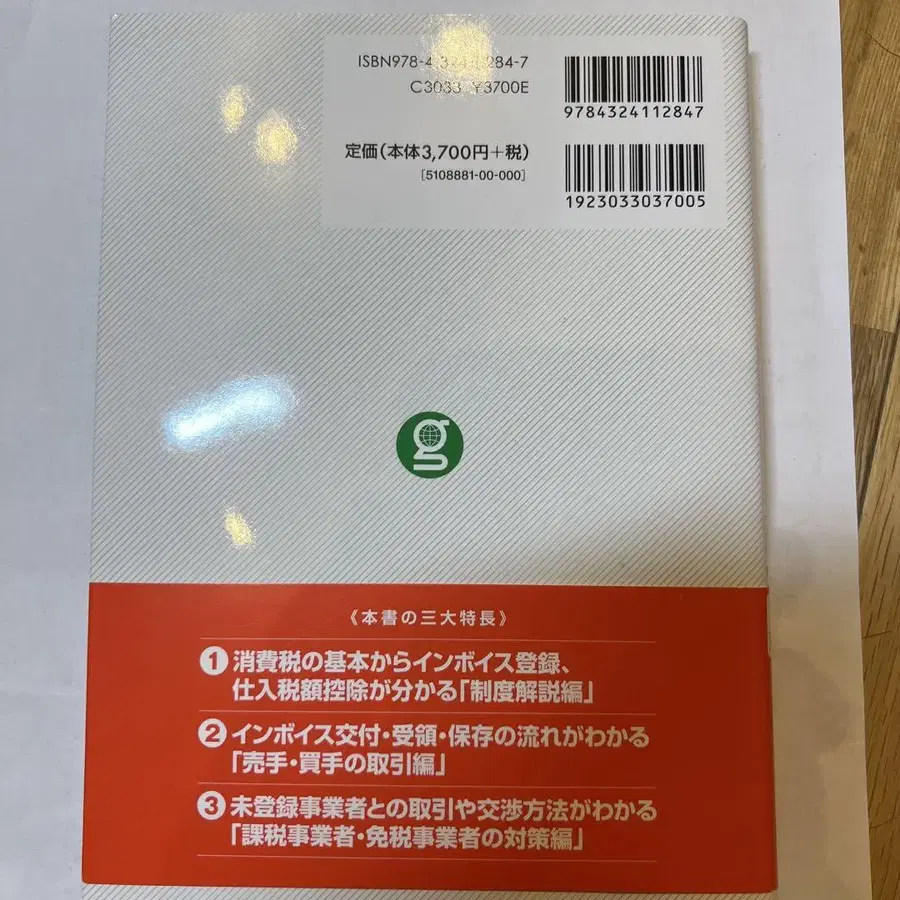 ISBN978-4-324-11284-7
C3033 ¥3700E
9784324112847
定価(本体3,700円+税)
[5108881-00-000]
1923033037005
g
《本書の三大特長》
1 消費税の基本からインボイス登録、
仕入税額控除が分かる「制度解説編」
2 インボイス交付・受領・保存の流れがわかる
「売手・買手の取引編」
3 未登録事業者との取引や交渉方法がわかる
「課税事業者・免税事業者の対策編」